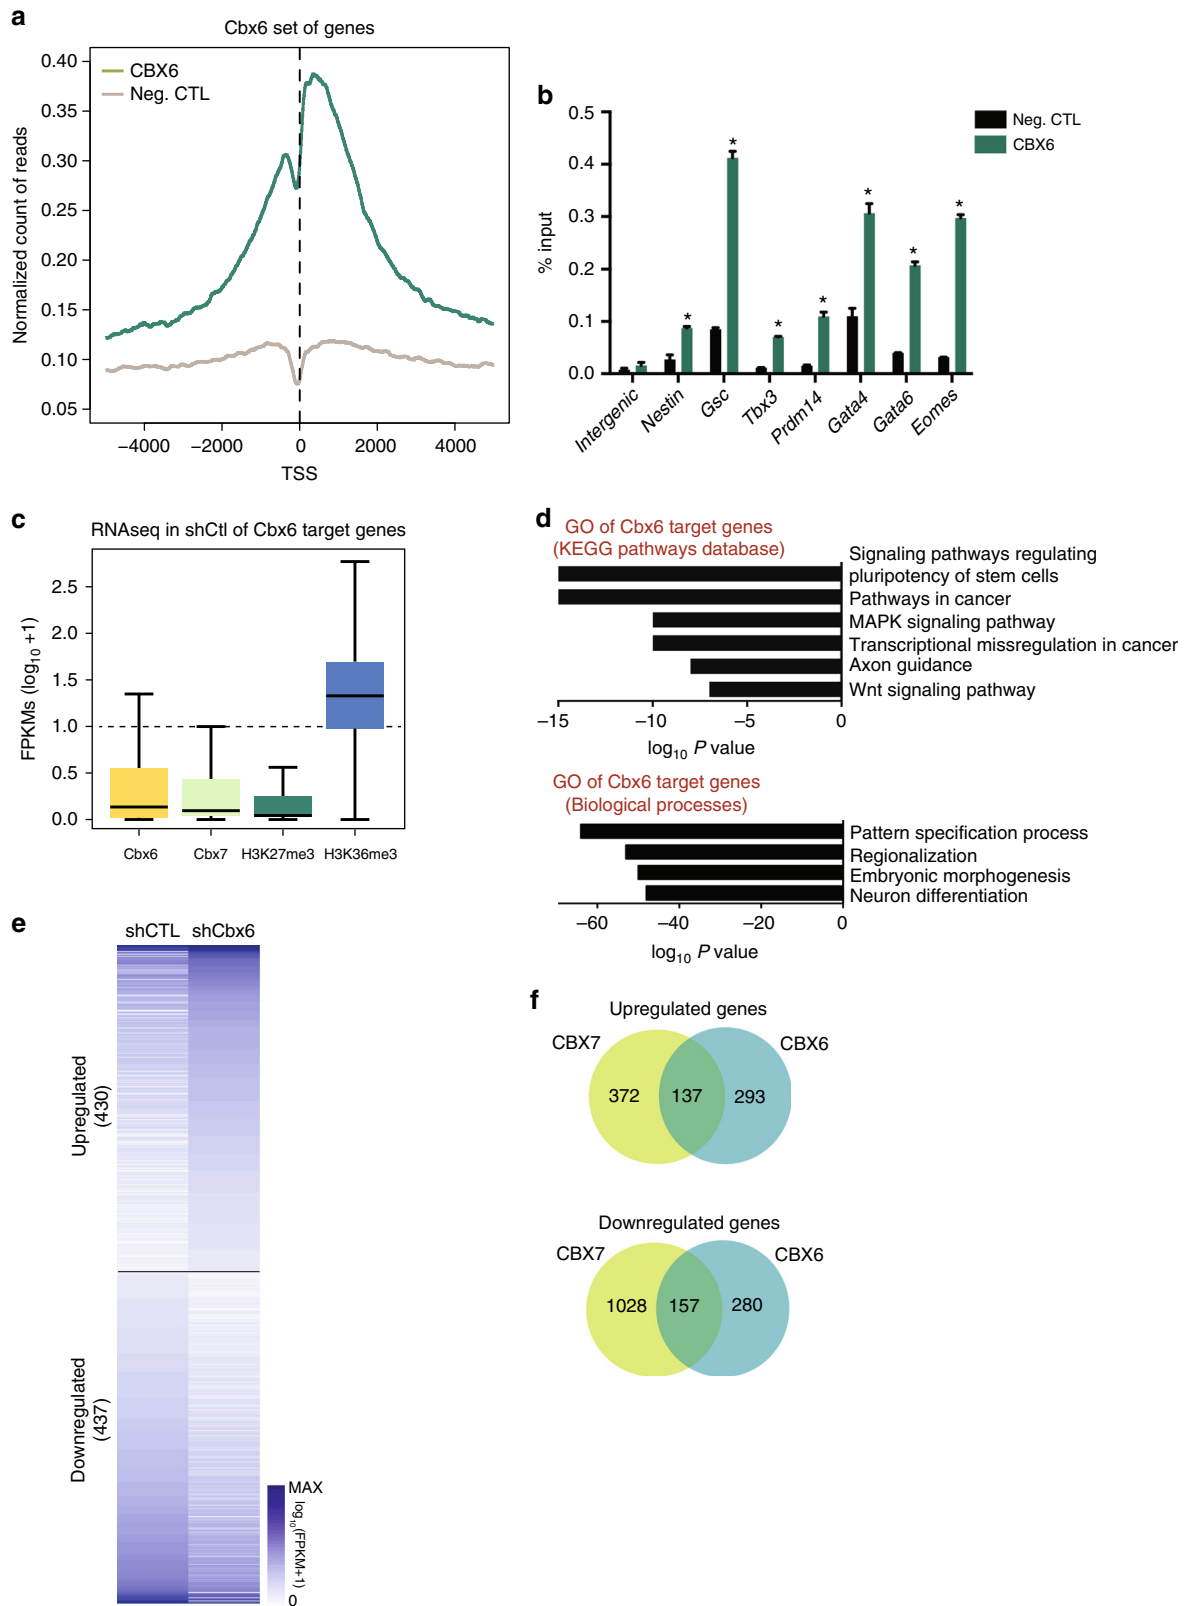 a
Cbx6 set of genes
CBX6
Neg. CTL
Normalized count of reads
0.40
0.35
0.30
0.25
0.20
0.15
0.10
0.05
−4000 −2000 0 2000 4000
TSS
b
Neg. CTL
CBX6
% input
0.5
0.4
0.3
0.2
0.1
0.0
* * * * * * *
Intergenic Nestin Gsc Tbx3 Prdm14 Gata4 Gata6 Eomes
c
RNAseq in shCtl of Cbx6 target genes
FPKMs (log10 +1)
2.5
2.0
1.5
1.0
0.5
0.0
Cbx6 Cbx7 H3K27me3 H3K36me3
d
GO of Cbx6 target genes
(KEGG pathways database)
Signaling pathways regulating
pluripotency of stem cells
Pathways in cancer
MAPK signaling pathway
Transcriptional missregulation in cancer
Axon guidance
Wnt signaling pathway
−15 −10 −5 0
log10 P value
GO of Cbx6 target genes
(Biological processes)
Pattern specification process
Regionalization
Embryonic morphogenesis
Neuron differentiation
−60 −40 −20 0
log10 P value
e
shCTL shCbx6
Upregulated
(430)
Downregulated
(437)
MAX
log10(FPKM+1)
0
f
Upregulated genes
CBX7 CBX6
372 137 293
Downregulated genes
CBX7 CBX6
1028 157 280